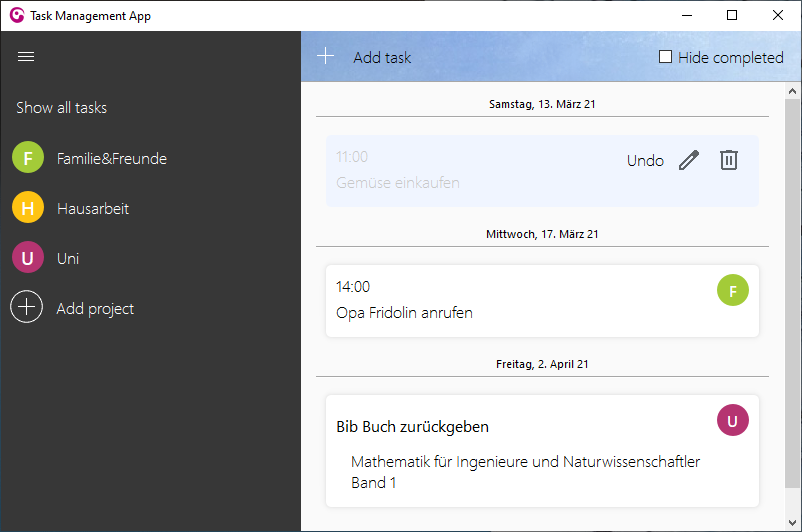 Task Management App
Show all tasks
F Familie&Freunde
H Hausarbeit
U Uni
Add project
Add task
Hide completed
Samstag, 13. März 21
11:00
Gemüse einkaufen
Undo
Mittwoch, 17. März 21
14:00
Opa Fridolin anrufen
F
Freitag, 2. April 21
Bib Buch zurückgeben
U
Mathematik für Ingenieure und Naturwissenschaftler
Band 1